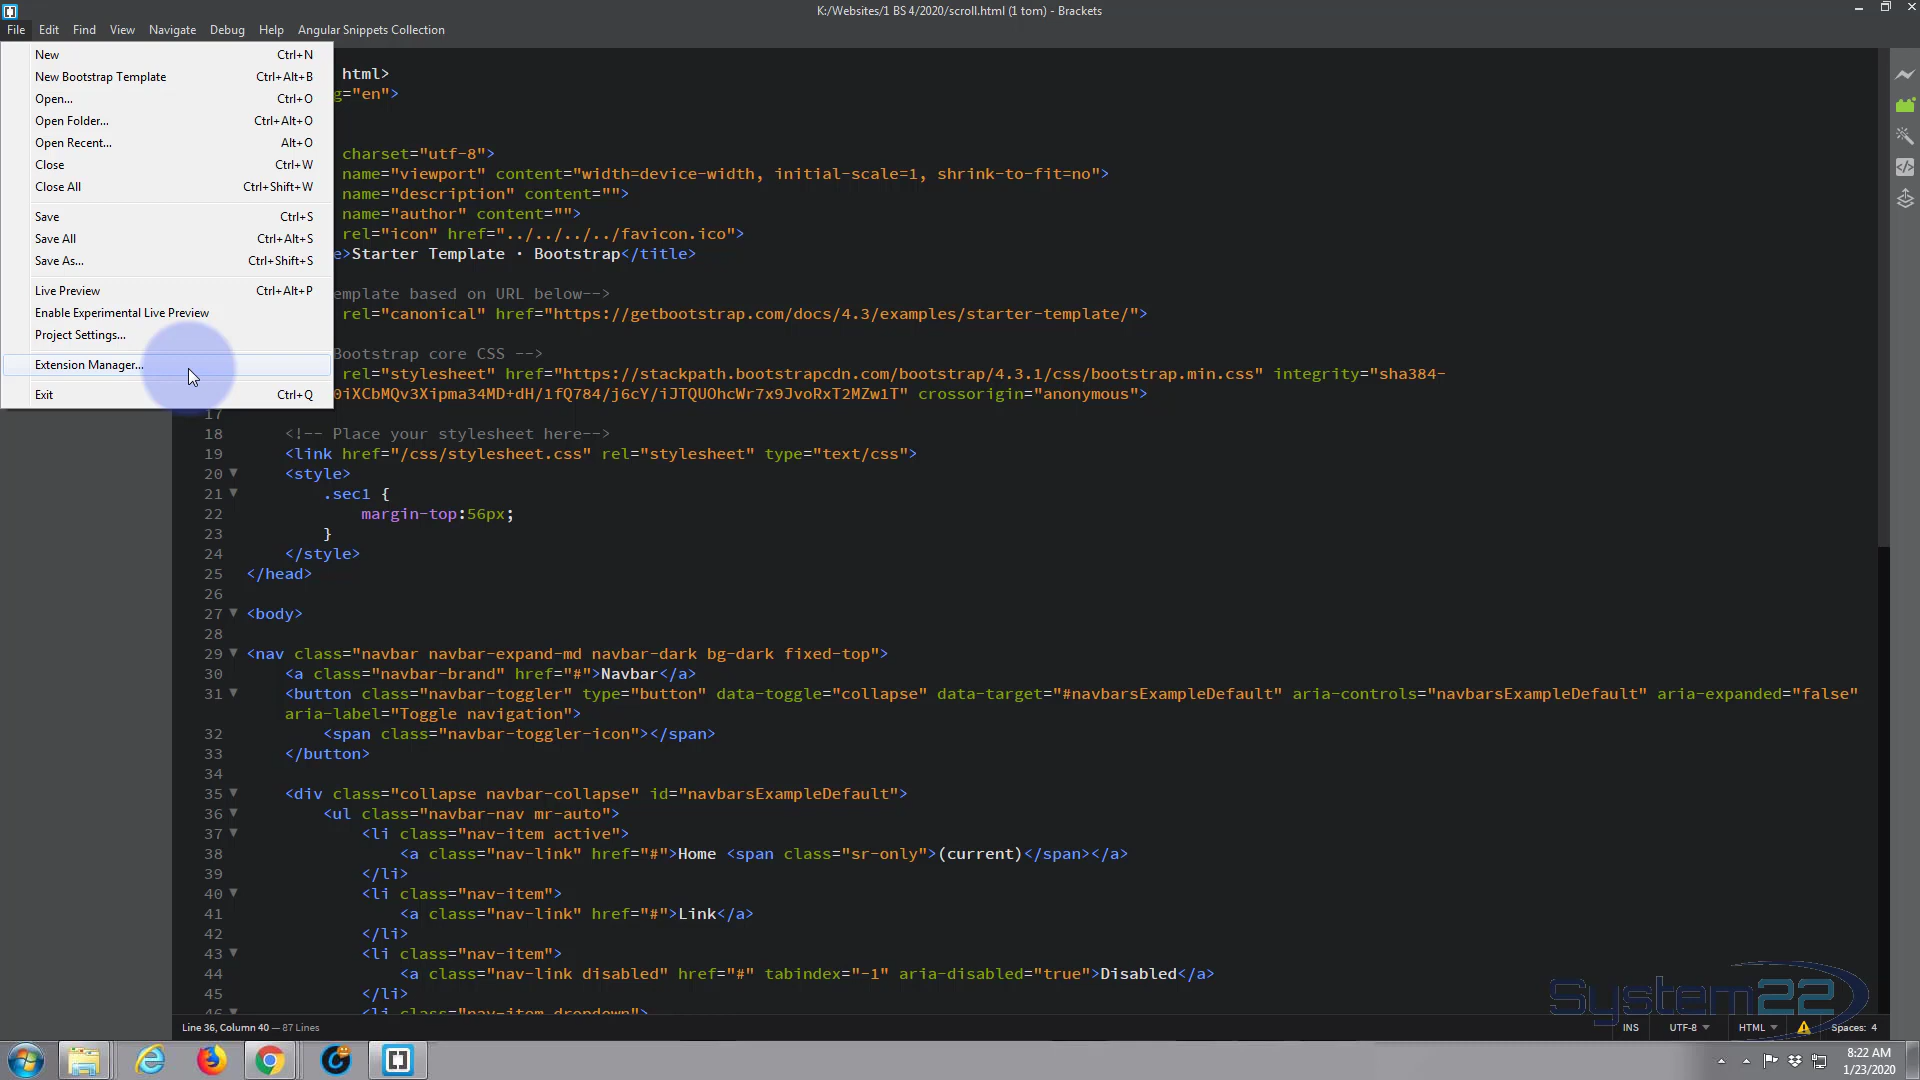 K:/Websites/1 BS 4/2020/scroll.html (1 tom) - Brackets
File Edit Find View Navigate Debug Help Angular Snippets Collection
New Ctrl+N
New Bootstrap Template Ctrl+Alt+B
Open... Ctrl+O
Open Folder... Ctrl+Alt+O
Open Recent... Alt+O
Close Ctrl+W
Close All Ctrl+Shift+W
Save Ctrl+S
Save All Ctrl+Alt+S
Save As... Ctrl+Shift+S
Live Preview Ctrl+Alt+P
Enable Experimental Live Preview
Project Settings...
Extension Manager...
Exit Ctrl+Q
html>
g="en">
charset="utf-8">
name="viewport" content="width=device-width, initial-scale=1, shrink-to-fit=no">
name="description" content="">
name="author" content="">
rel="icon" href="../../../../favicon.ico">
e>Starter Template · Bootstrap</title>
emplate based on URL below-->
rel="canonical" href="https://getbootstrap.com/docs/4.3/examples/starter-template/">
Bootstrap core CSS -->
rel="stylesheet" href="https://stackpath.bootstrapcdn.com/bootstrap/4.3.1/css/bootstrap.min.css" integrity="sha384-
0iXCbMQv3Xipma34MD+dH/1fQ784/j6cY/iJTQUOhcWr7x9JvoRxT2MZw1T" crossorigin="anonymous">
17
18 <!-- Place your stylesheet here-->
19 <link href="/css/stylesheet.css" rel="stylesheet" type="text/css">
20 <style>
21 .sec1 {
22 margin-top:56px;
23 }
24 </style>
25 </head>
26
27 <body>
28
29 <nav class="navbar navbar-expand-md navbar-dark bg-dark fixed-top">
30 <a class="navbar-brand" href="#">Navbar</a>
31 <button class="navbar-toggler" type="button" data-toggle="collapse" data-target="#navbarsExampleDefault" aria-controls="navbarsExampleDefault" aria-expanded="false"
aria-label="Toggle navigation">
32 <span class="navbar-toggler-icon"></span>
33 </button>
34
35 <div class="collapse navbar-collapse" id="navbarsExampleDefault">
36 <ul class="navbar-nav mr-auto">
37 <li class="nav-item active">
38 <a class="nav-link" href="#">Home <span class="sr-only">(current)</span></a>
39 </li>
40 <li class="nav-item">
41 <a class="nav-link" href="#">Link</a>
42 </li>
43 <li class="nav-item">
44 <a class="nav-link disabled" href="#" tabindex="-1" aria-disabled="true">Disabled</a>
45 </li>
46 <li class="nav-item dropdown">
System22
Line 36, Column 40 — 87 Lines INS UTF-8 HTML Spaces: 4
8:22 AM
1/23/2020